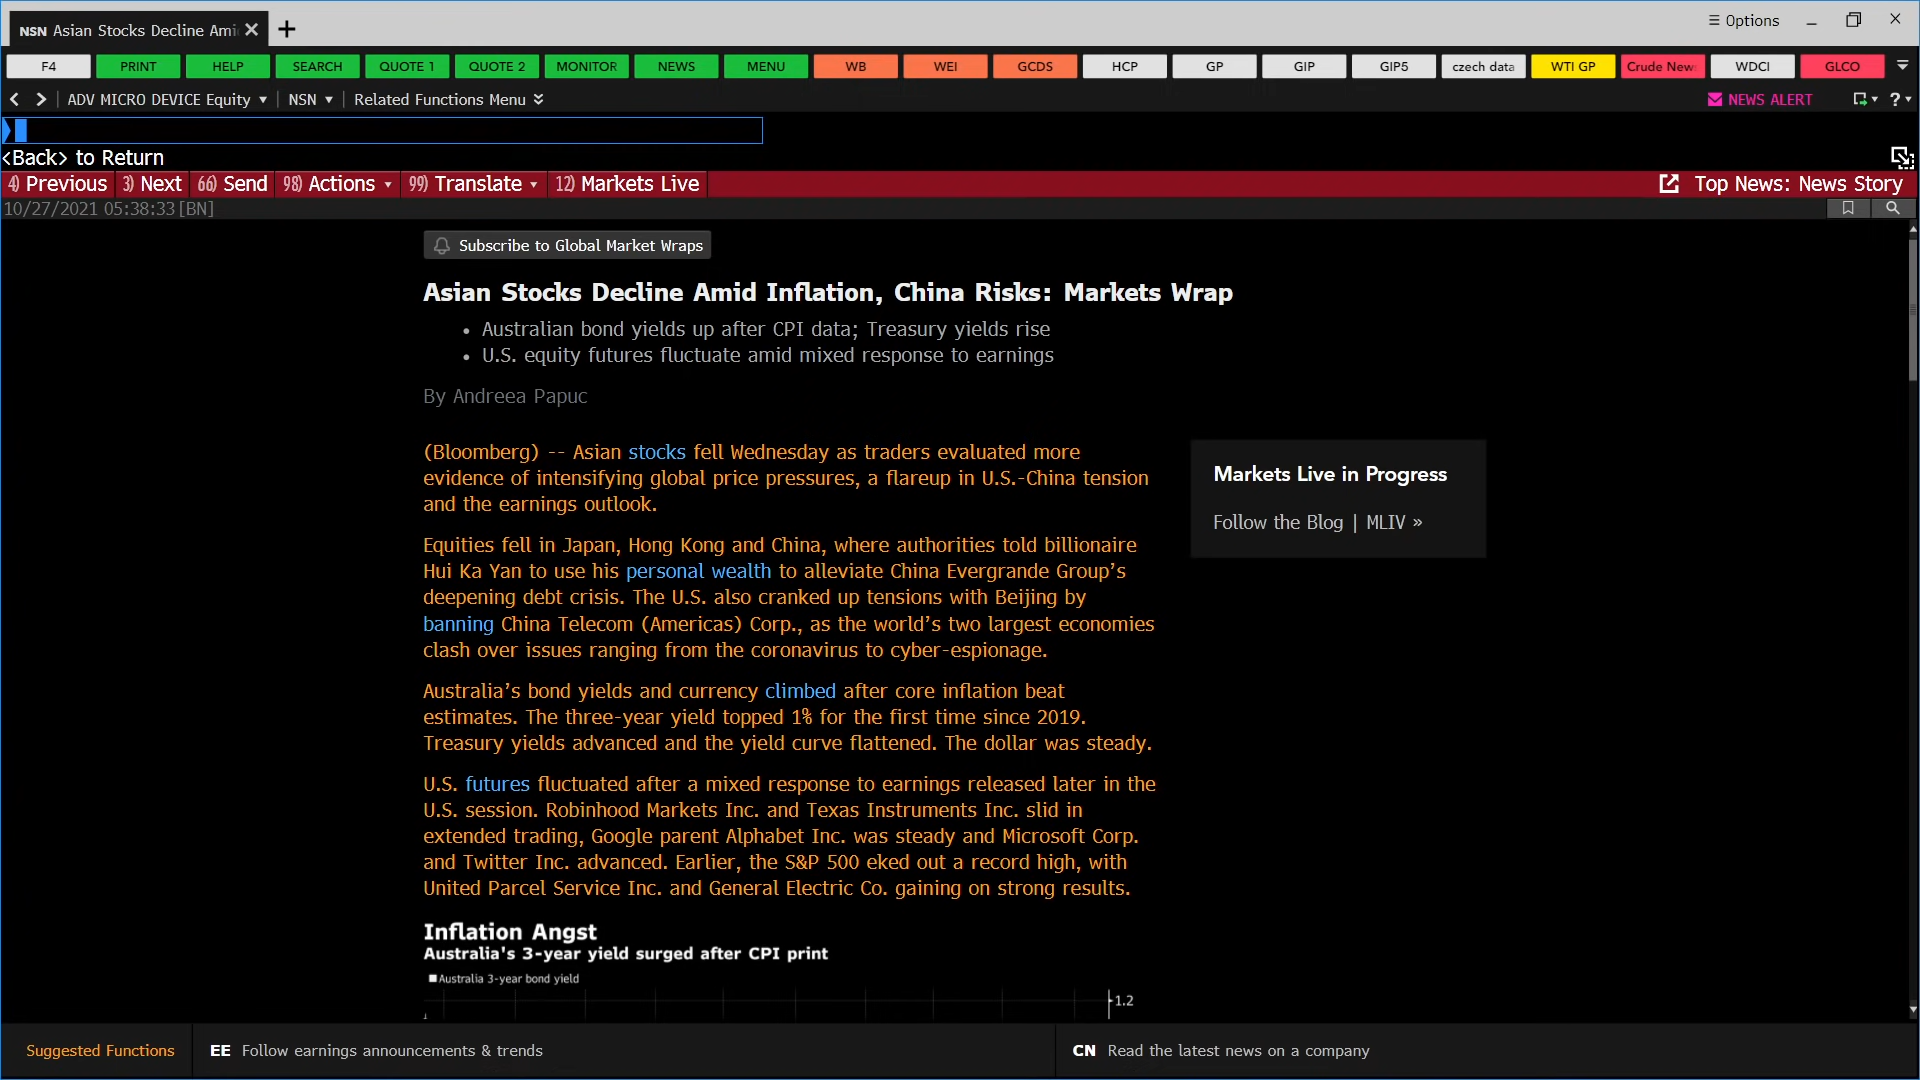 NSN Asian Stocks Decline Ami
Options
F4 PRINT HELP SEARCH QUOTE 1 QUOTE 2 MONITOR NEWS MENU WB WEI GCDS HCP GP GIP GIP5 czech data WTI GP Crude New WDCI GLCO
ADV MICRO DEVICE Equity NSN Related Functions Menu NEWS ALERT ?
<Back> to Return
4) Previous 3) Next 66) Send 98) Actions 99) Translate 12) Markets Live Top News: News Story
10/27/2021 05:38:33[BN]
Subscribe to Global Market Wraps
Asian Stocks Decline Amid Inflation, China Risks: Markets Wrap
• Australian bond yields up after CPI data; Treasury yields rise
• U.S. equity futures fluctuate amid mixed response to earnings
By Andreea Papuc
(Bloomberg) -- Asian stocks fell Wednesday as traders evaluated more
evidence of intensifying global price pressures, a flareup in U.S.-China tension
and the earnings outlook.
Equities fell in Japan, Hong Kong and China, where authorities told billionaire
Hui Ka Yan to use his personal wealth to alleviate China Evergrande Group’s
deepening debt crisis. The U.S. also cranked up tensions with Beijing by
banning China Telecom (Americas) Corp., as the world’s two largest economies
clash over issues ranging from the coronavirus to cyber-espionage.
Australia’s bond yields and currency climbed after core inflation beat
estimates. The three-year yield topped 1% for the first time since 2019.
Treasury yields advanced and the yield curve flattened. The dollar was steady.
U.S. futures fluctuated after a mixed response to earnings released later in the
U.S. session. Robinhood Markets Inc. and Texas Instruments Inc. slid in
extended trading, Google parent Alphabet Inc. was steady and Microsoft Corp.
and Twitter Inc. advanced. Earlier, the S&P 500 eked out a record high, with
United Parcel Service Inc. and General Electric Co. gaining on strong results.
Markets Live in Progress
Follow the Blog | MLIV »
Inflation Angst
Australia's 3-year yield surged after CPI print
Australia 3-year bond yield
1.2
Suggested Functions EE Follow earnings announcements & trends CN Read the latest news on a company